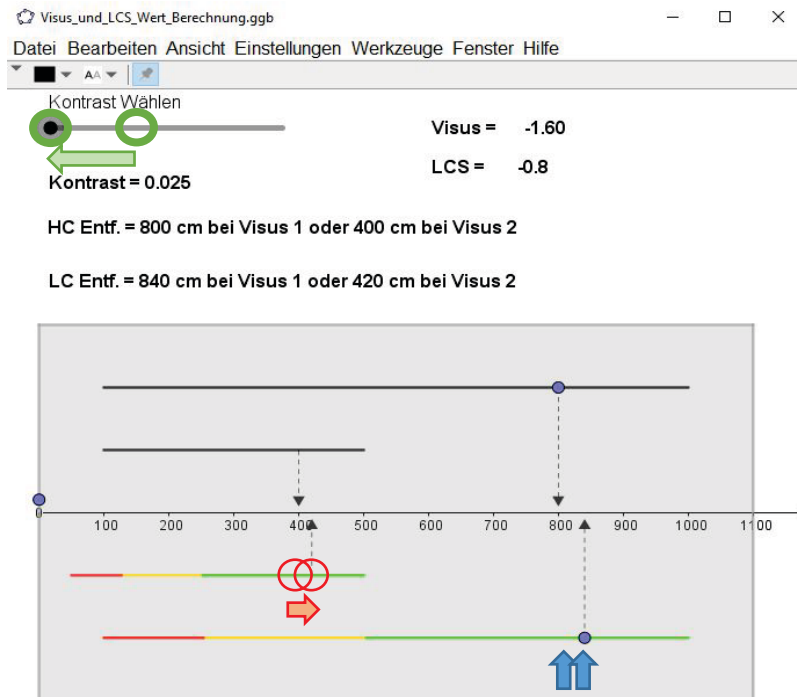 Visus_und_LCS_Wert_Berechnung.ggb
Datei Bearbeiten Ansicht Einstellungen Werkzeuge Fenster Hilfe
AA
Kontrast Wählen
Visus = -1.60
LCS = -0.8
Kontrast = 0.025
HC Entf. = 800 cm bei Visus 1 oder 400 cm bei Visus 2
LC Entf. = 840 cm bei Visus 1 oder 420 cm bei Visus 2
0 100 200 300 400 500 600 700 800 900 1000 1100